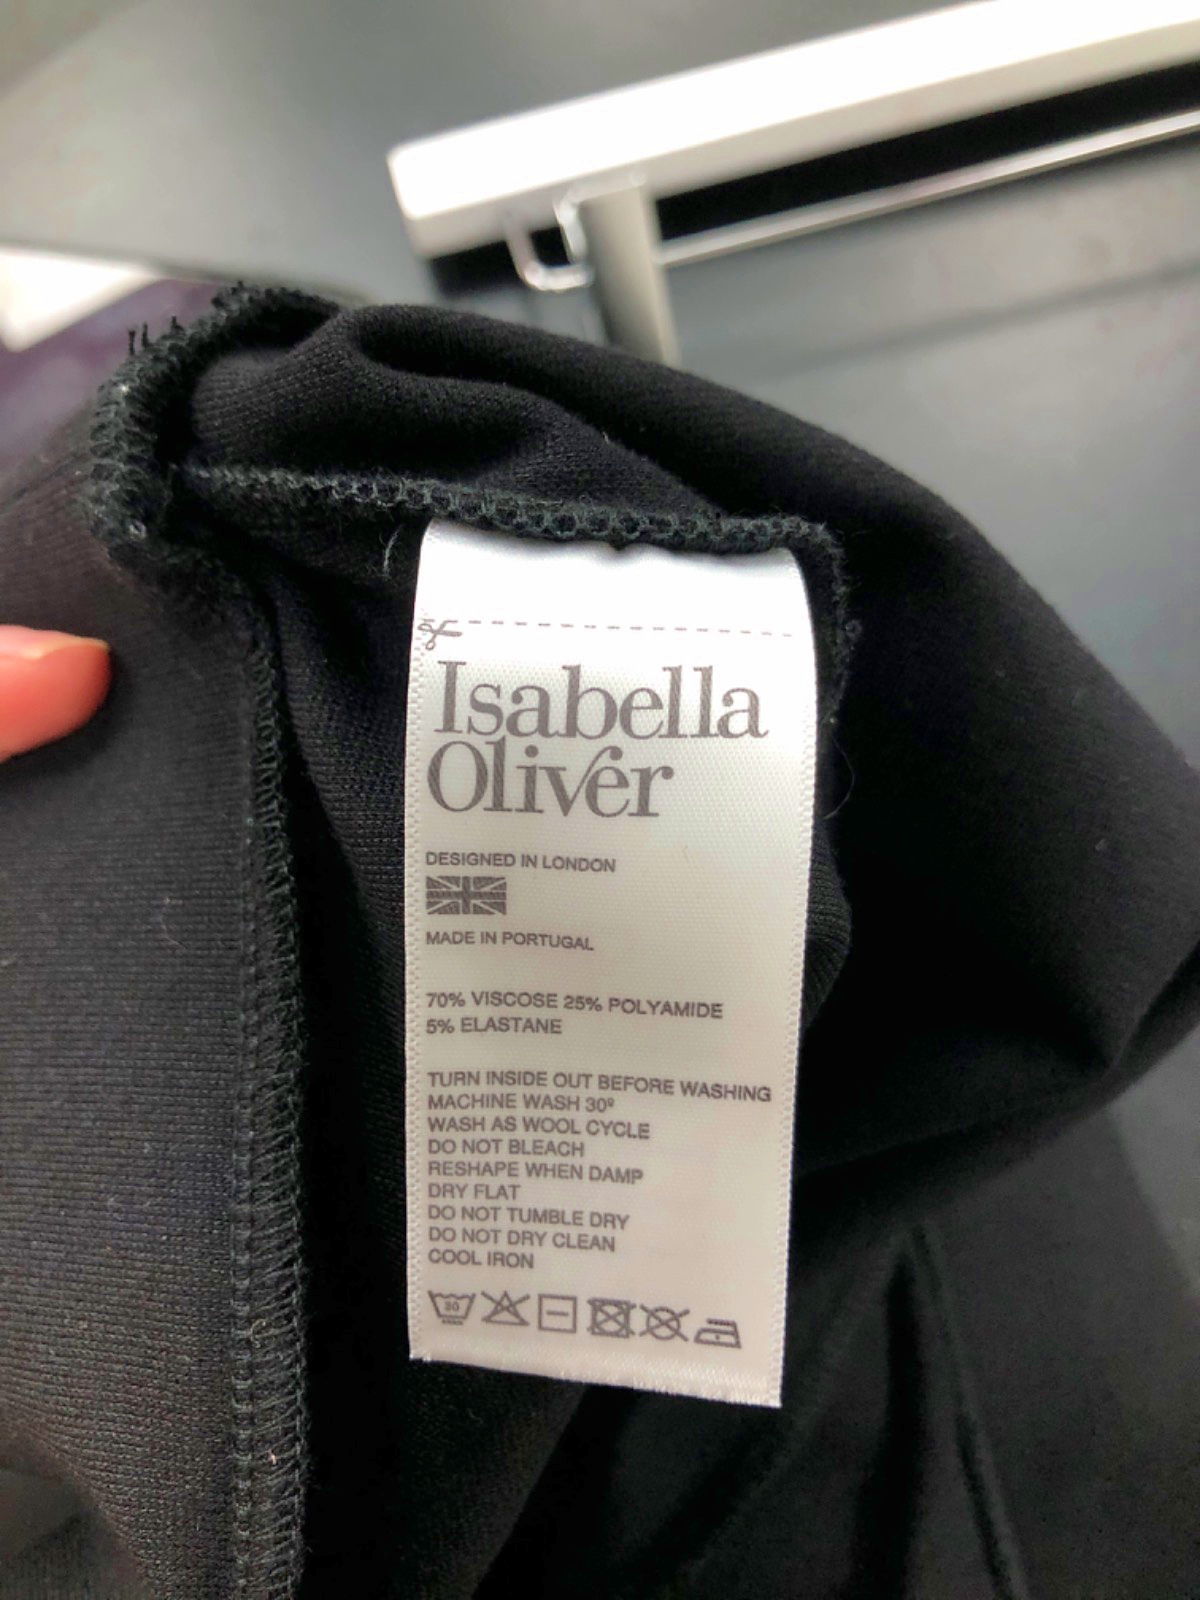 Isabella
Oliver
DESIGNED IN LONDON
MADE IN PORTUGAL
70% VISCOSE 25% POLYAMIDE
5% ELASTANE
TURN INSIDE OUT BEFORE WASHING
MACHINE WASH 30º
WASH AS WOOL CYCLE
DO NOT BLEACH
RESHAPE WHEN DAMP
DRY FLAT
DO NOT TUMBLE DRY
DO NOT DRY CLEAN
COOL IRON
30